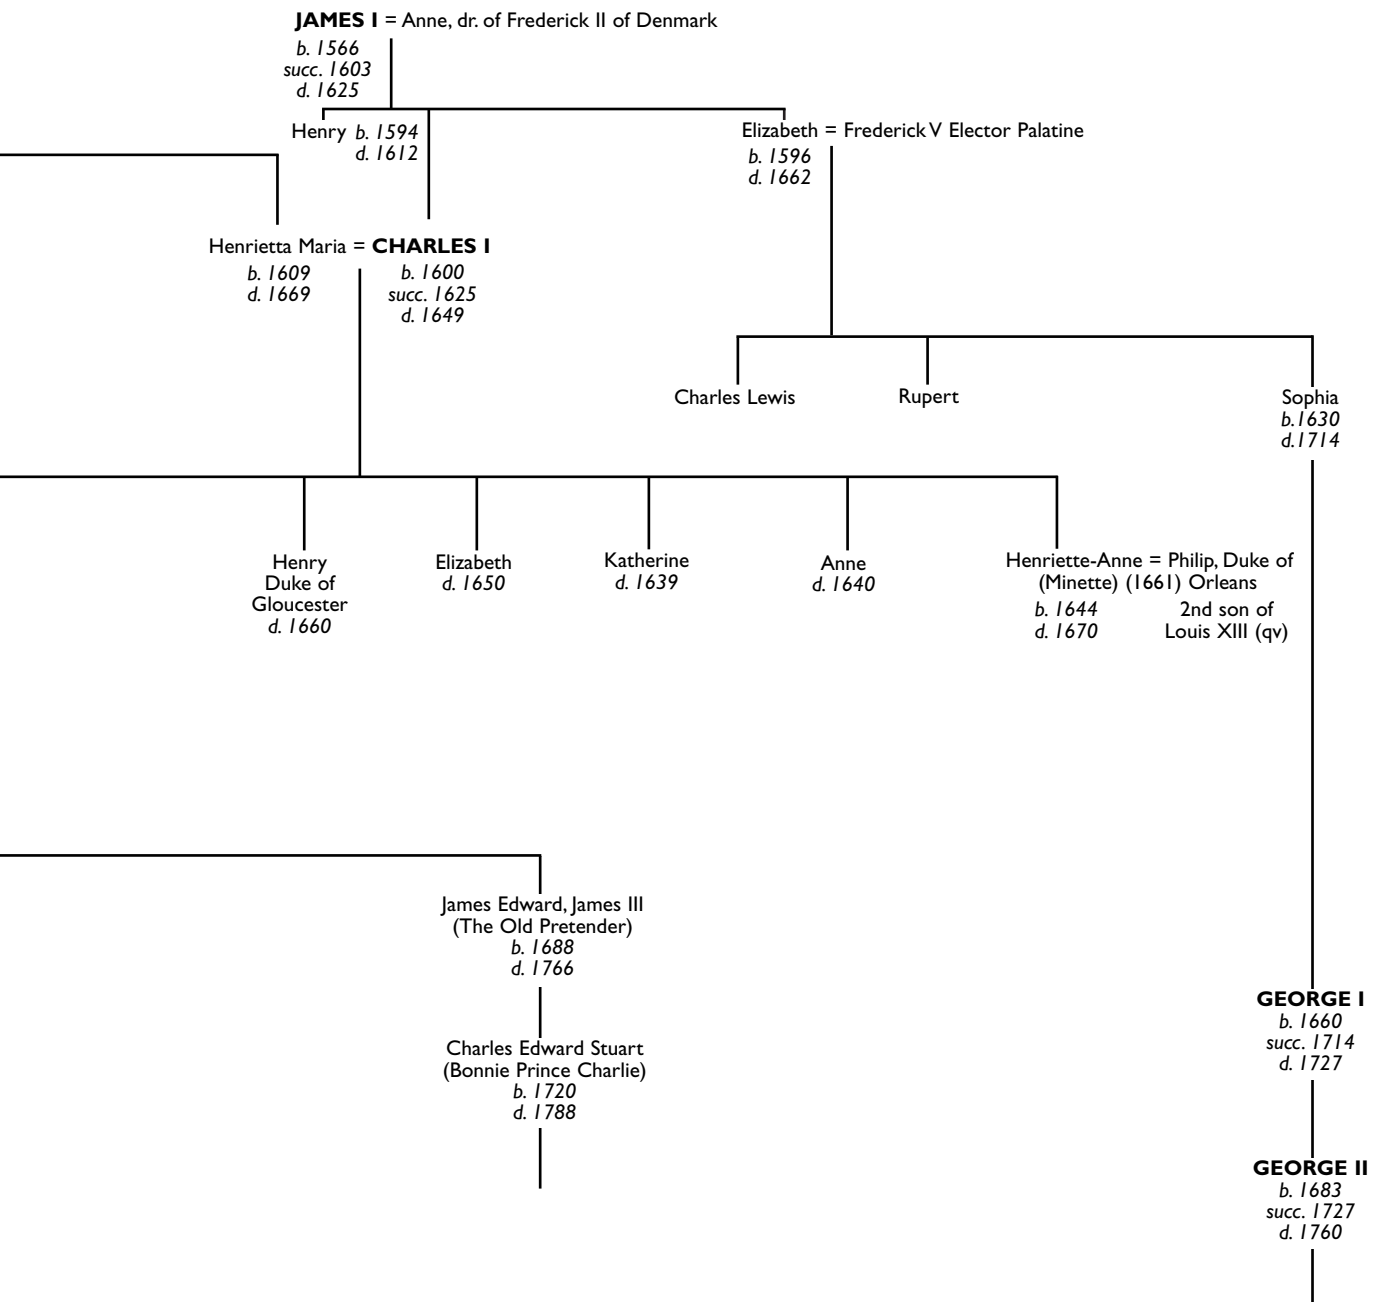 JAMES I = Anne, dr. of Frederick II of Denmark
b. 1566
succ. 1603
d. 1625
Henry b. 1594
d. 1612
Elizabeth = Frederick V Elector Palatine
b. 1596
d. 1662
Henrietta Maria = CHARLES I
b. 1609
d. 1669
b. 1600
succ. 1625
d. 1649
Charles Lewis
Rupert
Sophia
b.1630
d.1714
Henry
Duke of
Gloucester
d. 1660
Elizabeth
d. 1650
Katherine
d. 1639
Anne
d. 1640
Henriette-Anne = Philip, Duke of
(Minette) (1661) Orleans
b. 1644
d. 1670
2nd son of
Louis XIII (qv)
James Edward, James III
(The Old Pretender)
b. 1688
d. 1766
Charles Edward Stuart
(Bonnie Prince Charlie)
b. 1720
d. 1788
GEORGE I
b. 1660
succ. 1714
d. 1727
GEORGE II
b. 1683
succ. 1727
d. 1760